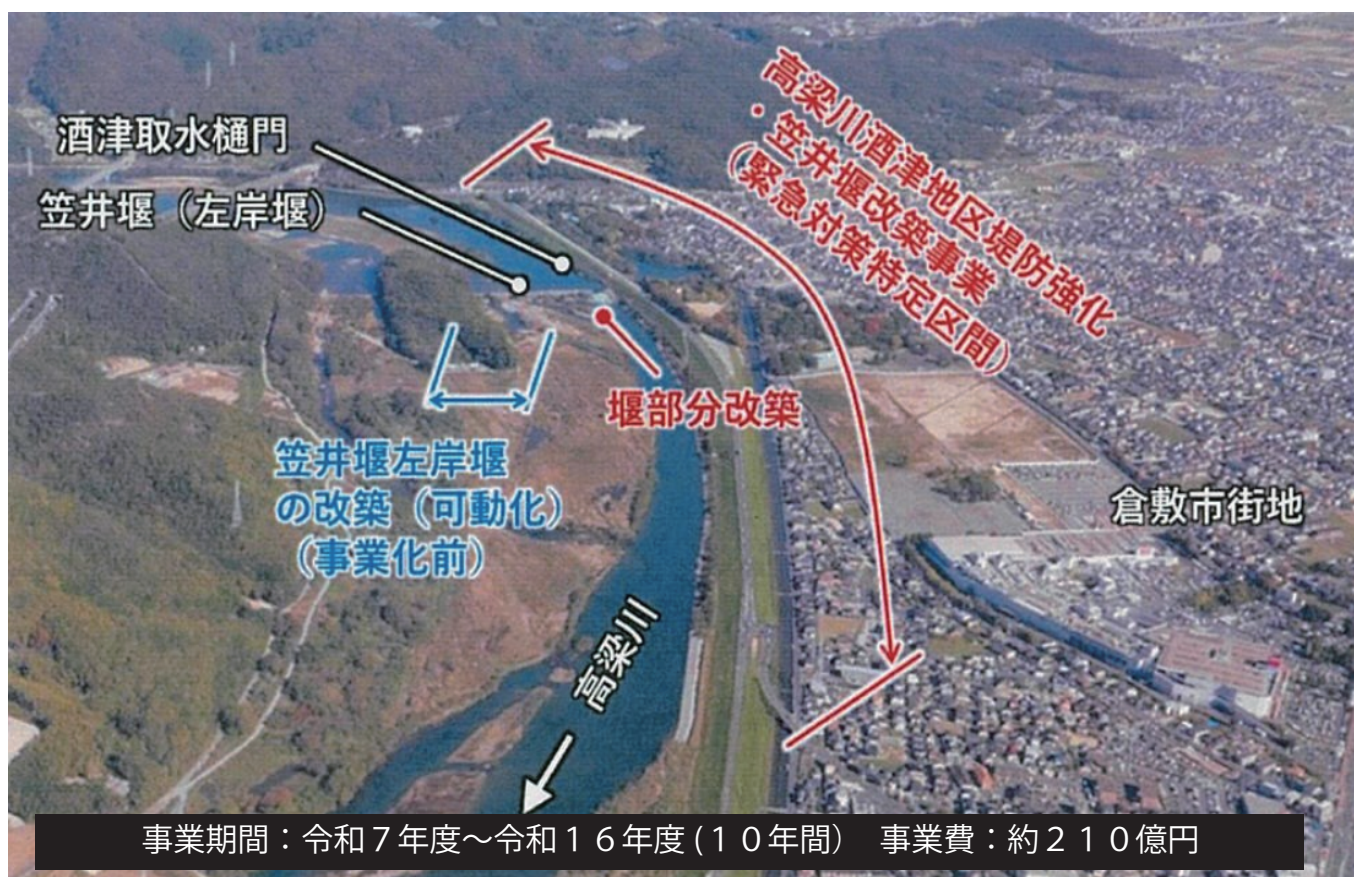 高梁川酒津地区堤防強化
・笠井堰改築事業
（緊急対策特定区間）
酒津取水樋門
笠井堰（左岸堰）
堰部分改築
笠井堰左岸堰
の改築（可動化）
（事業化前）
倉敷市街地
高梁川
事業期間：令和７年度～令和１６年度(１０年間）　事業費：約２１０億円